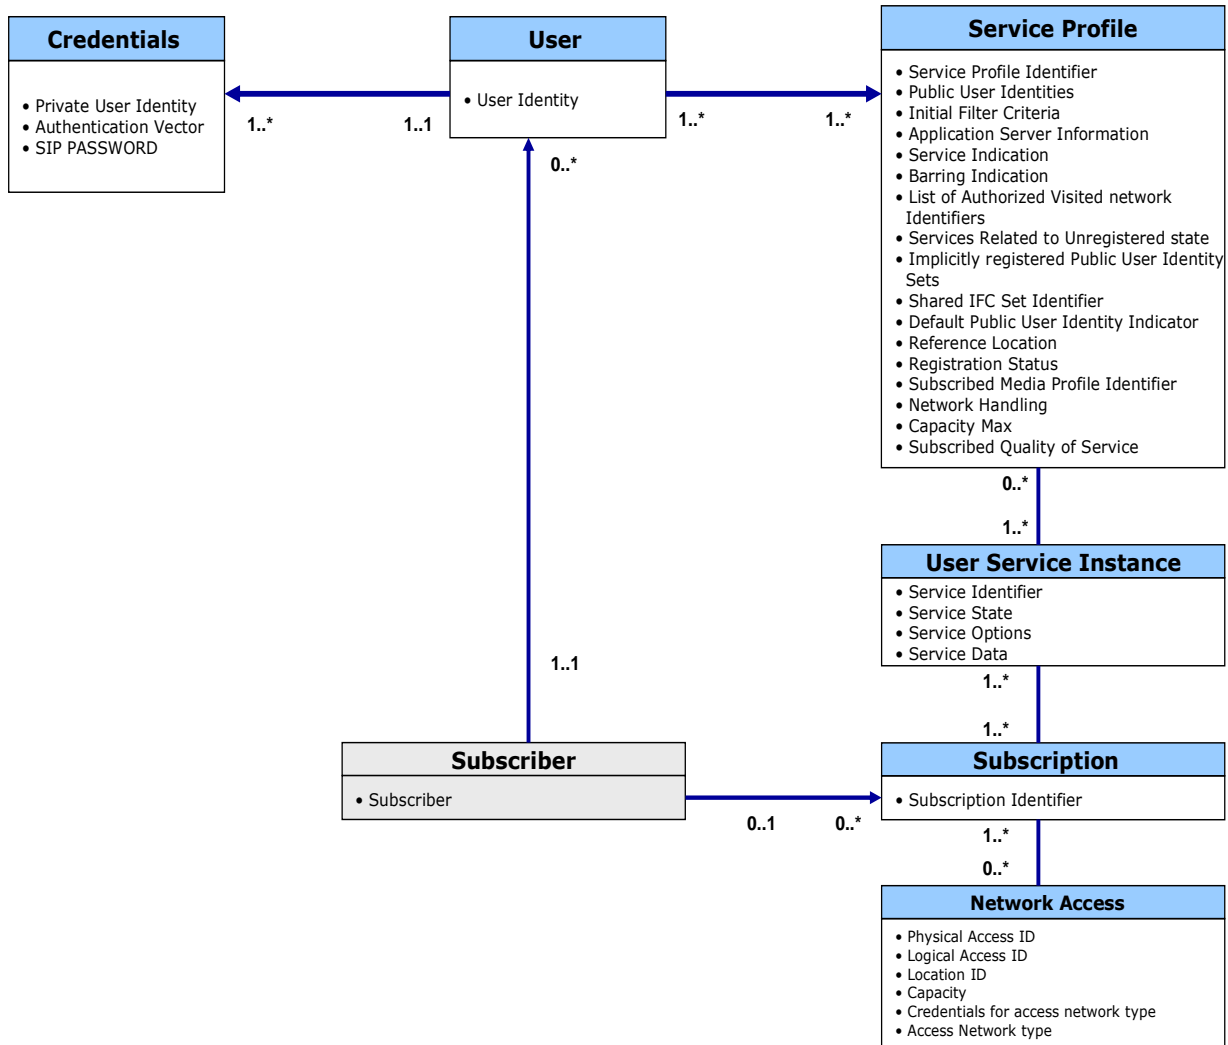 Credentials
• Private User Identity
• Authentication Vector
• SIP PASSWORD
User
• User Identity
Service Profile
• Service Profile Identifier
• Public User Identities
• Initial Filter Criteria
• Application Server Information
• Service Indication
• Barring Indication
• List of Authorized Visited network
Identifiers
• Services Related to Unregistered state
• Implicitly registered Public User Identity
Sets
• Shared IFC Set Identifier
• Default Public User Identity Indicator
• Reference Location
• Registration Status
• Subscribed Media Profile Identifier
• Network Handling
• Capacity Max
• Subscribed Quality of Service
1..*
1..1
1..*
1..*
0..*
0..*
1..*
User Service Instance
• Service Identifier
• Service State
• Service Options
• Service Data
1..1
1..*
1..*
Subscriber
• Subscriber
0..1
0..*
Subscription
• Subscription Identifier
1..*
0..*
Network Access
• Physical Access ID
• Logical Access ID
• Location ID
• Capacity
• Credentials for access network type
• Access Network type